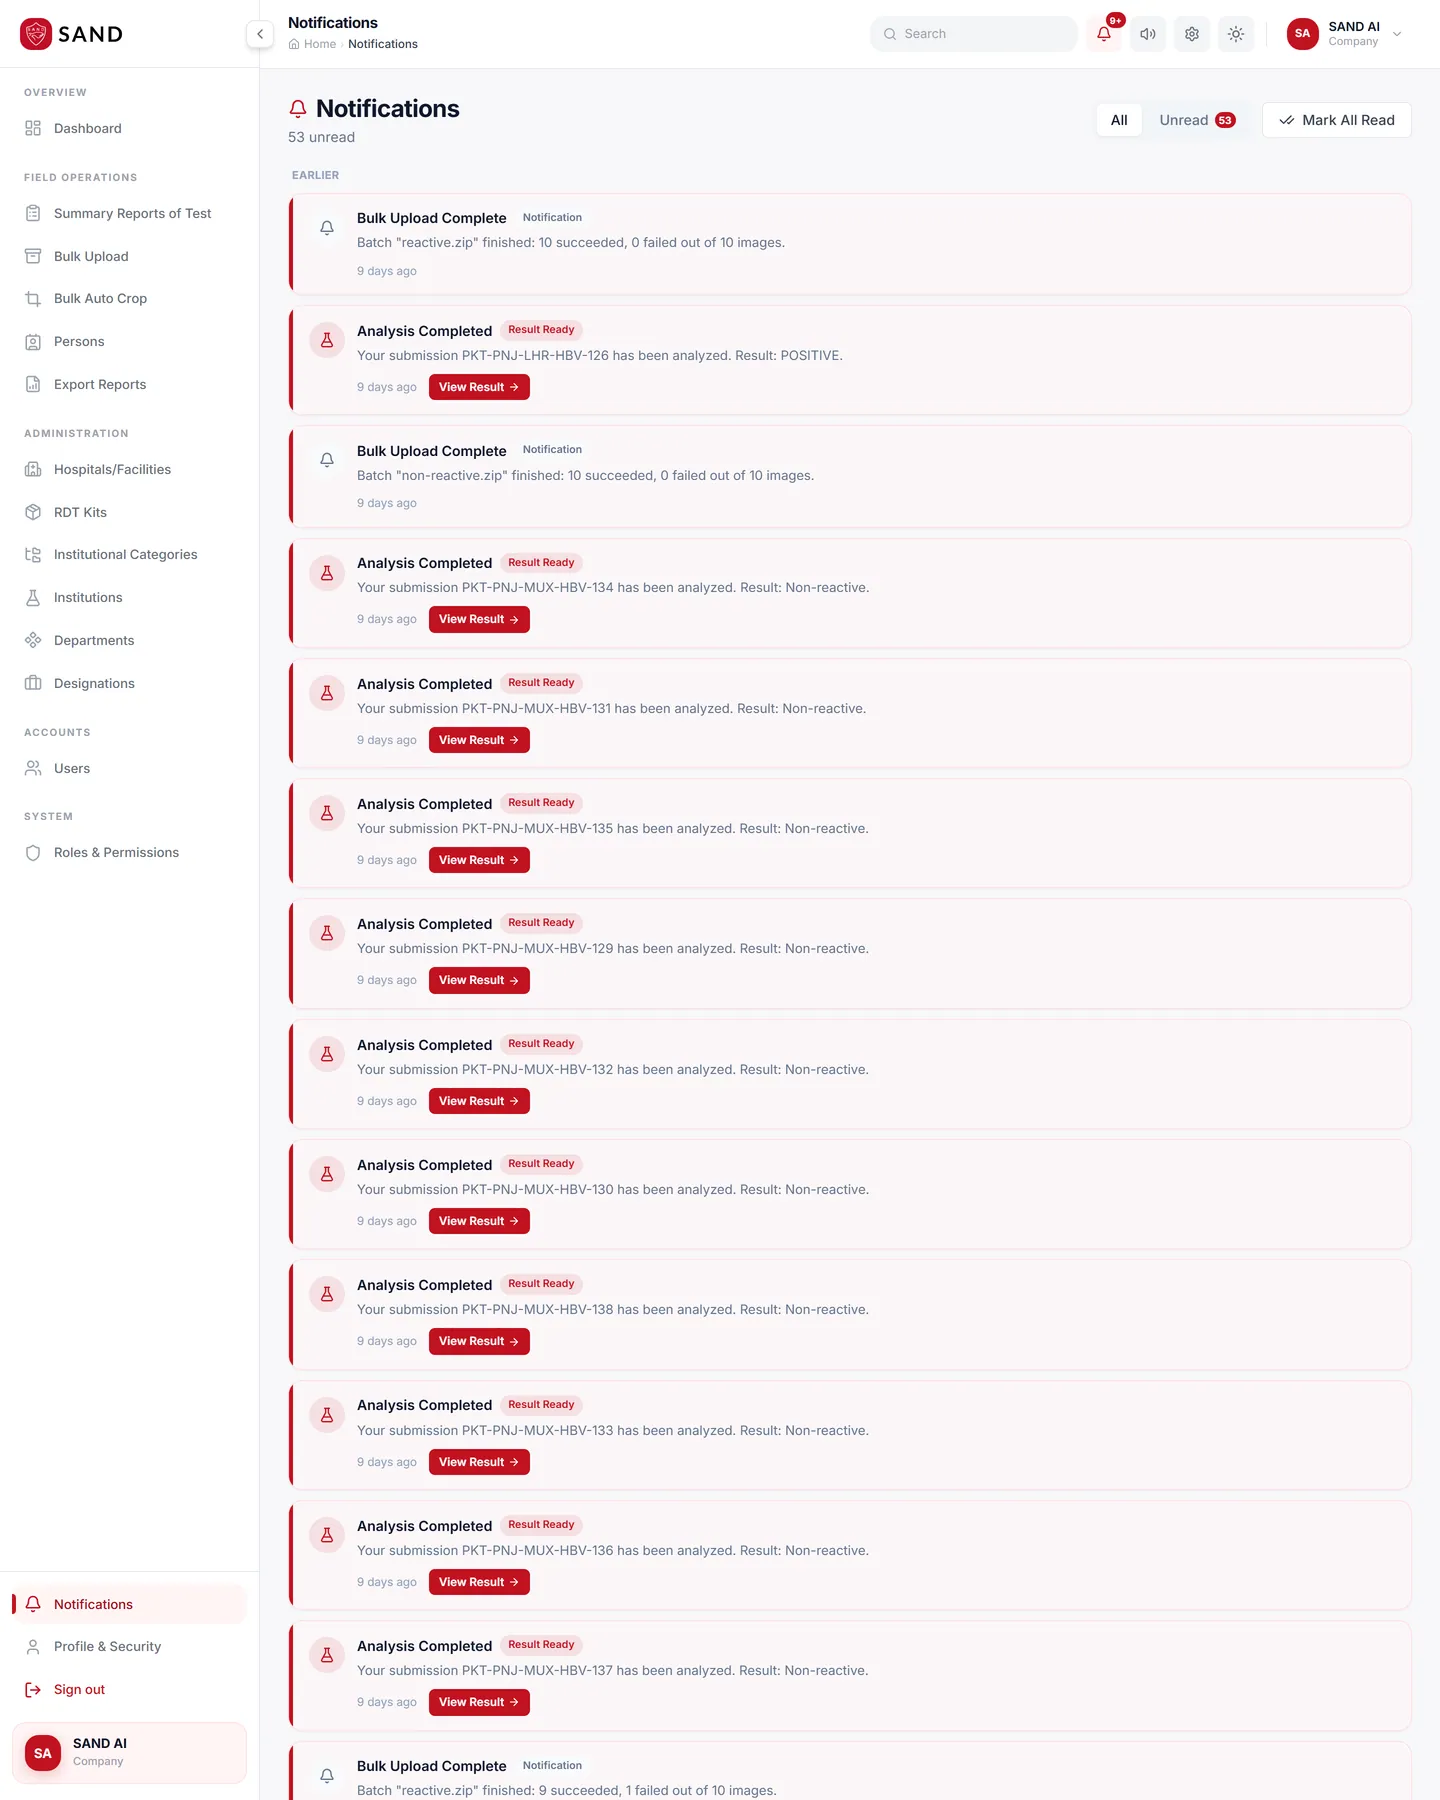 SAND
OVERVIEW
Dashboard
FIELD OPERATIONS
Summary Reports of Test
Bulk Upload
Bulk Auto Crop
Persons
Export Reports
ADMINISTRATION
Hospitals/Facilities
RDT Kits
Institutional Categories
Institutions
Departments
Designations
ACCOUNTS
Users
SYSTEM
Roles & Permissions
Notifications
Profile & Security
Sign out
SA
SAND AI
Company
Notifications
Home › Notifications
Search
9+
SA
SAND AI
Company
Notifications
53 unread
All
Unread 53
Mark All Read
EARLIER
Bulk Upload Complete Notification
Batch "reactive.zip" finished: 10 succeeded, 0 failed out of 10 images.
9 days ago
Analysis Completed Result Ready
Your submission PKT-PNJ-LHR-HBV-126 has been analyzed. Result: POSITIVE.
9 days ago View Result →
Bulk Upload Complete Notification
Batch "non-reactive.zip" finished: 10 succeeded, 0 failed out of 10 images.
9 days ago
Analysis Completed Result Ready
Your submission PKT-PNJ-MUX-HBV-134 has been analyzed. Result: Non-reactive.
9 days ago View Result →
Analysis Completed Result Ready
Your submission PKT-PNJ-MUX-HBV-131 has been analyzed. Result: Non-reactive.
9 days ago View Result →
Analysis Completed Result Ready
Your submission PKT-PNJ-MUX-HBV-135 has been analyzed. Result: Non-reactive.
9 days ago View Result →
Analysis Completed Result Ready
Your submission PKT-PNJ-MUX-HBV-129 has been analyzed. Result: Non-reactive.
9 days ago View Result →
Analysis Completed Result Ready
Your submission PKT-PNJ-MUX-HBV-132 has been analyzed. Result: Non-reactive.
9 days ago View Result →
Analysis Completed Result Ready
Your submission PKT-PNJ-MUX-HBV-130 has been analyzed. Result: Non-reactive.
9 days ago View Result →
Analysis Completed Result Ready
Your submission PKT-PNJ-MUX-HBV-138 has been analyzed. Result: Non-reactive.
9 days ago View Result →
Analysis Completed Result Ready
Your submission PKT-PNJ-MUX-HBV-133 has been analyzed. Result: Non-reactive.
9 days ago View Result →
Analysis Completed Result Ready
Your submission PKT-PNJ-MUX-HBV-136 has been analyzed. Result: Non-reactive.
9 days ago View Result →
Analysis Completed Result Ready
Your submission PKT-PNJ-MUX-HBV-137 has been analyzed. Result: Non-reactive.
9 days ago View Result →
Bulk Upload Complete Notification
Batch "reactive.zip" finished: 9 succeeded, 1 failed out of 10 images.